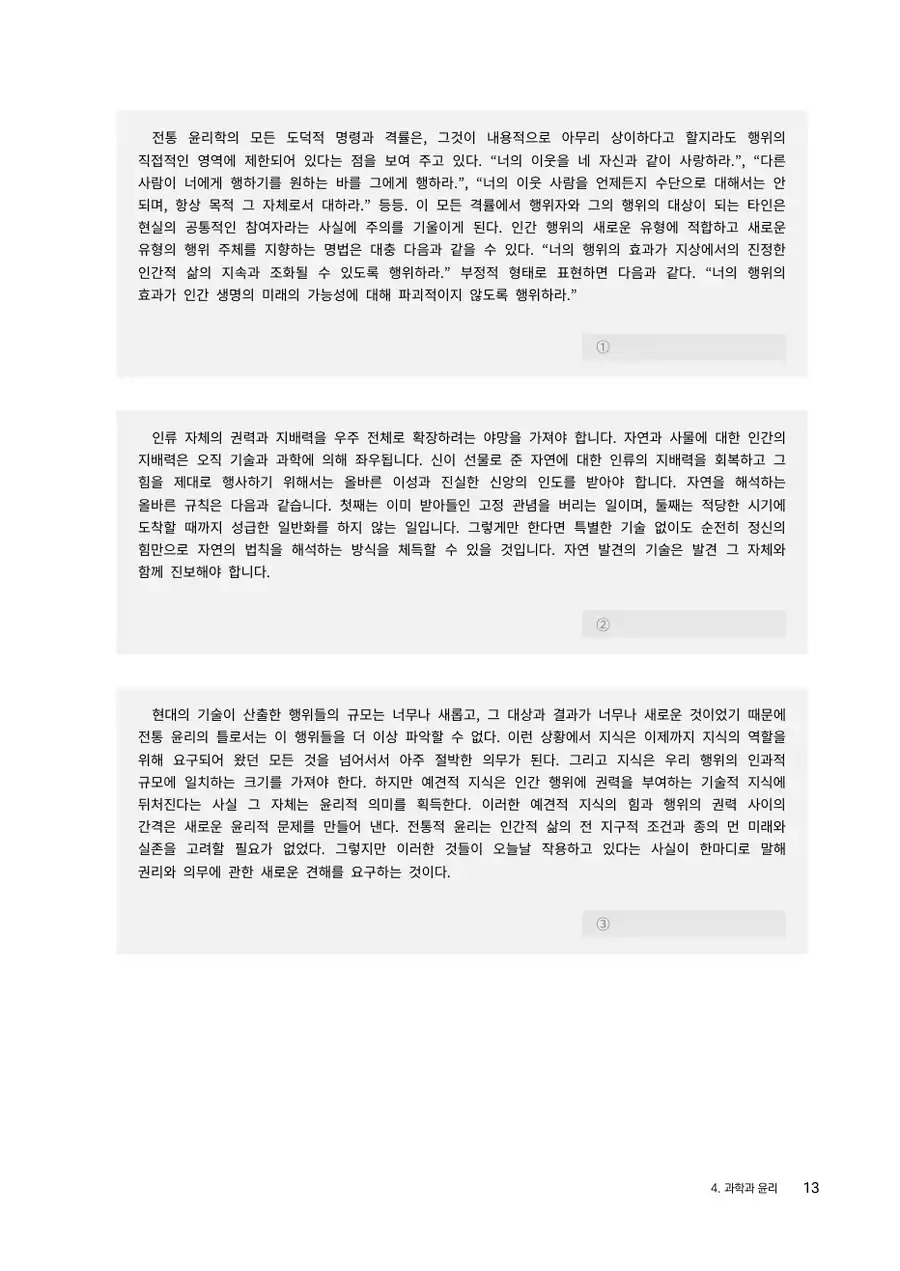 전통 윤리학의 모든 도덕적 명령과 격률은, 그것이 내용적으로 아무리 상이하다고 할지라도 행위의
직접적인 영역에 제한되어 있다는 점을 보여 주고 있다. “너의 이웃을 네 자신과 같이 사랑하라.”, “다른
사람이 너에게 행하기를 원하는 바를 그에게 행하라.”, “너의 이웃 사람을 언제든지 수단으로 대해서는 안
되며, 항상 목적 그 자체로서 대하라.” 등등. 이 모든 격률에서 행위자와 그의 행위의 대상이 되는 타인은
현실의 공통적인 참여자라는 사실에 주의를 기울이게 된다. 인간 행위의 새로운 유형에 적합하고 새로운
유형의 행위 주체를 지향하는 명법은 대충 다음과 같을 수 있다. “너의 행위의 효과가 지상에서의 진정한
인간적 삶의 지속과 조화될 수 있도록 행위하라.” 부정적 형태로 표현하면 다음과 같다. “너의 행위의
효과가 인간 생명의 미래의 가능성에 대해 파괴적이지 않도록 행위하라.”
①
인류 자체의 권력과 지배력을 우주 전체로 확장하려는 야망을 가져야 합니다. 자연과 사물에 대한 인간의
지배력은 오직 기술과 과학에 의해 좌우됩니다. 신이 선물로 준 자연에 대한 인류의 지배력을 회복하고 그
힘을 제대로 행사하기 위해서는 올바른 이성과 진실한 신앙의 인도를 받아야 합니다. 자연을 해석하는
올바른 규칙은 다음과 같습니다. 첫째는 이미 받아들인 고정 관념을 버리는 일이며, 둘째는 적당한 시기에
도착할 때까지 성급한 일반화를 하지 않는 일입니다. 그렇게만 한다면 특별한 기술 없이도 순전히 정신의
힘만으로 자연의 법칙을 해석하는 방식을 체득할 수 있을 것입니다. 자연 발견의 기술은 발견 그 자체와
함께 진보해야 합니다.
②
현대의 기술이 산출한 행위들의 규모는 너무나 새롭고, 그 대상과 결과가 너무나 새로운 것이었기 때문에
전통 윤리의 틀로서는 이 행위들을 더 이상 파악할 수 없다. 이런 상황에서 지식은 이제까지 지식의 역할을
위해 요구되어 왔던 모든 것을 넘어서서 아주 절박한 의무가 된다. 그리고 지식은 우리 행위의 인과적
규모에 일치하는 크기를 가져야 한다. 하지만 예견적 지식은 인간 행위에 권력을 부여하는 기술적 지식에
뒤처진다는 사실 그 자체는 윤리적 의미를 획득한다. 이러한 예견적 지식의 힘과 행위의 권력 사이의
간격은 새로운 윤리적 문제를 만들어 낸다. 전통적 윤리는 인간적 삶의 전 지구적 조건과 종의 먼 미래와
실존을 고려할 필요가 없었다. 그렇지만 이러한 것들이 오늘날 작용하고 있다는 사실이 한마디로 말해
권리와 의무에 관한 새로운 견해를 요구하는 것이다.
③
4. 과학과 윤리 13